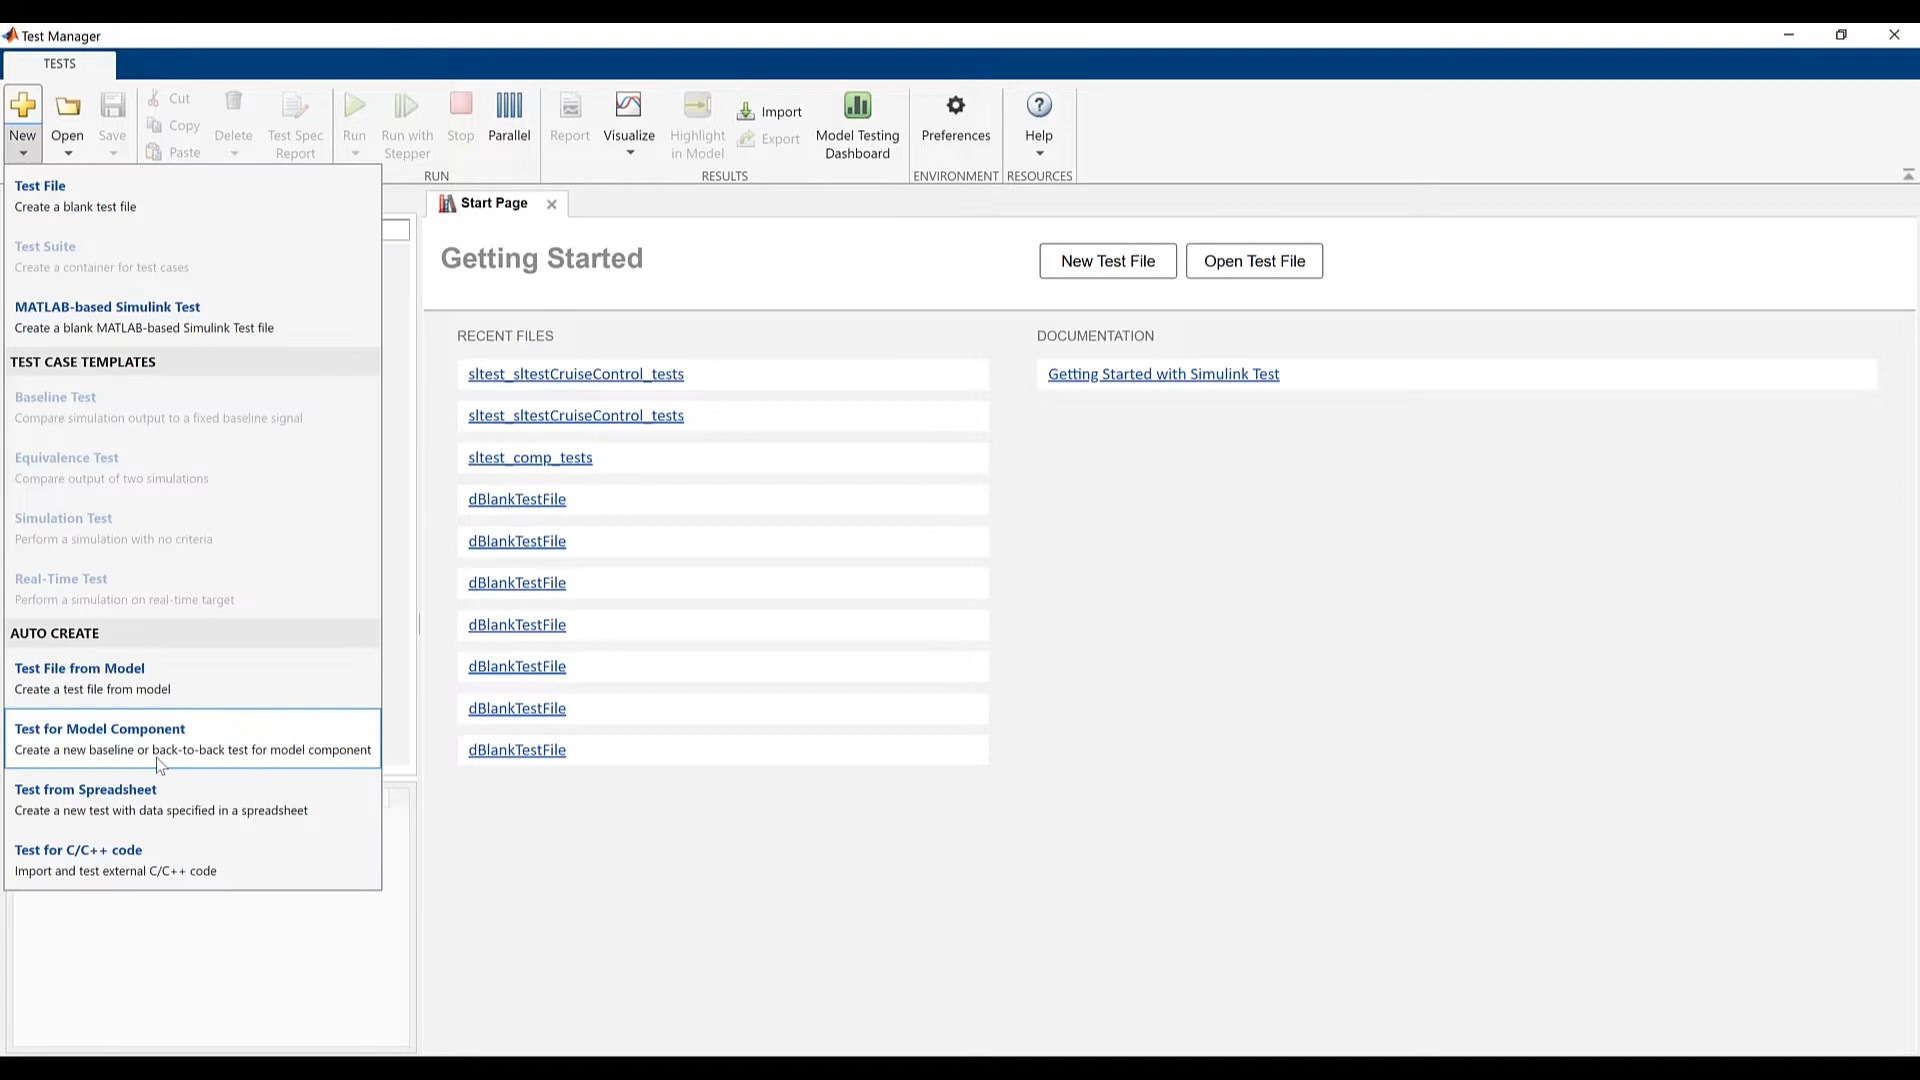 Test Manager
TESTS
New
Open
Save
Cut
Copy
Paste
Delete
Test Spec
Report
Run
Run with
Stepper
Stop
Parallel
RUN
Report
Visualize
Highlight
in Model
Import
Export
Model Testing
Dashboard
RESULTS
Preferences
ENVIRONMENT
Help
RESOURCES
Test File
Create a blank test file
Test Suite
Create a container for test cases
MATLAB-based Simulink Test
Create a blank MATLAB-based Simulink Test file
TEST CASE TEMPLATES
Baseline Test
Compare simulation output to a fixed baseline signal
Equivalence Test
Compare output of two simulations
Simulation Test
Perform a simulation with no criteria
Real-Time Test
Perform a simulation on real-time target
AUTO CREATE
Test File from Model
Create a test file from model
Test for Model Component
Create a new baseline or back-to-back test for model component
Test from Spreadsheet
Create a new test with data specified in a spreadsheet
Test for C/C++ code
Import and test external C/C++ code
Start Page
Getting Started
New Test File
Open Test File
RECENT FILES
sltest_sltestCruiseControl_tests
sltest_sltestCruiseControl_tests
sltest_comp_tests
dBlankTestFile
dBlankTestFile
dBlankTestFile
dBlankTestFile
dBlankTestFile
dBlankTestFile
dBlankTestFile
DOCUMENTATION
Getting Started with Simulink Test